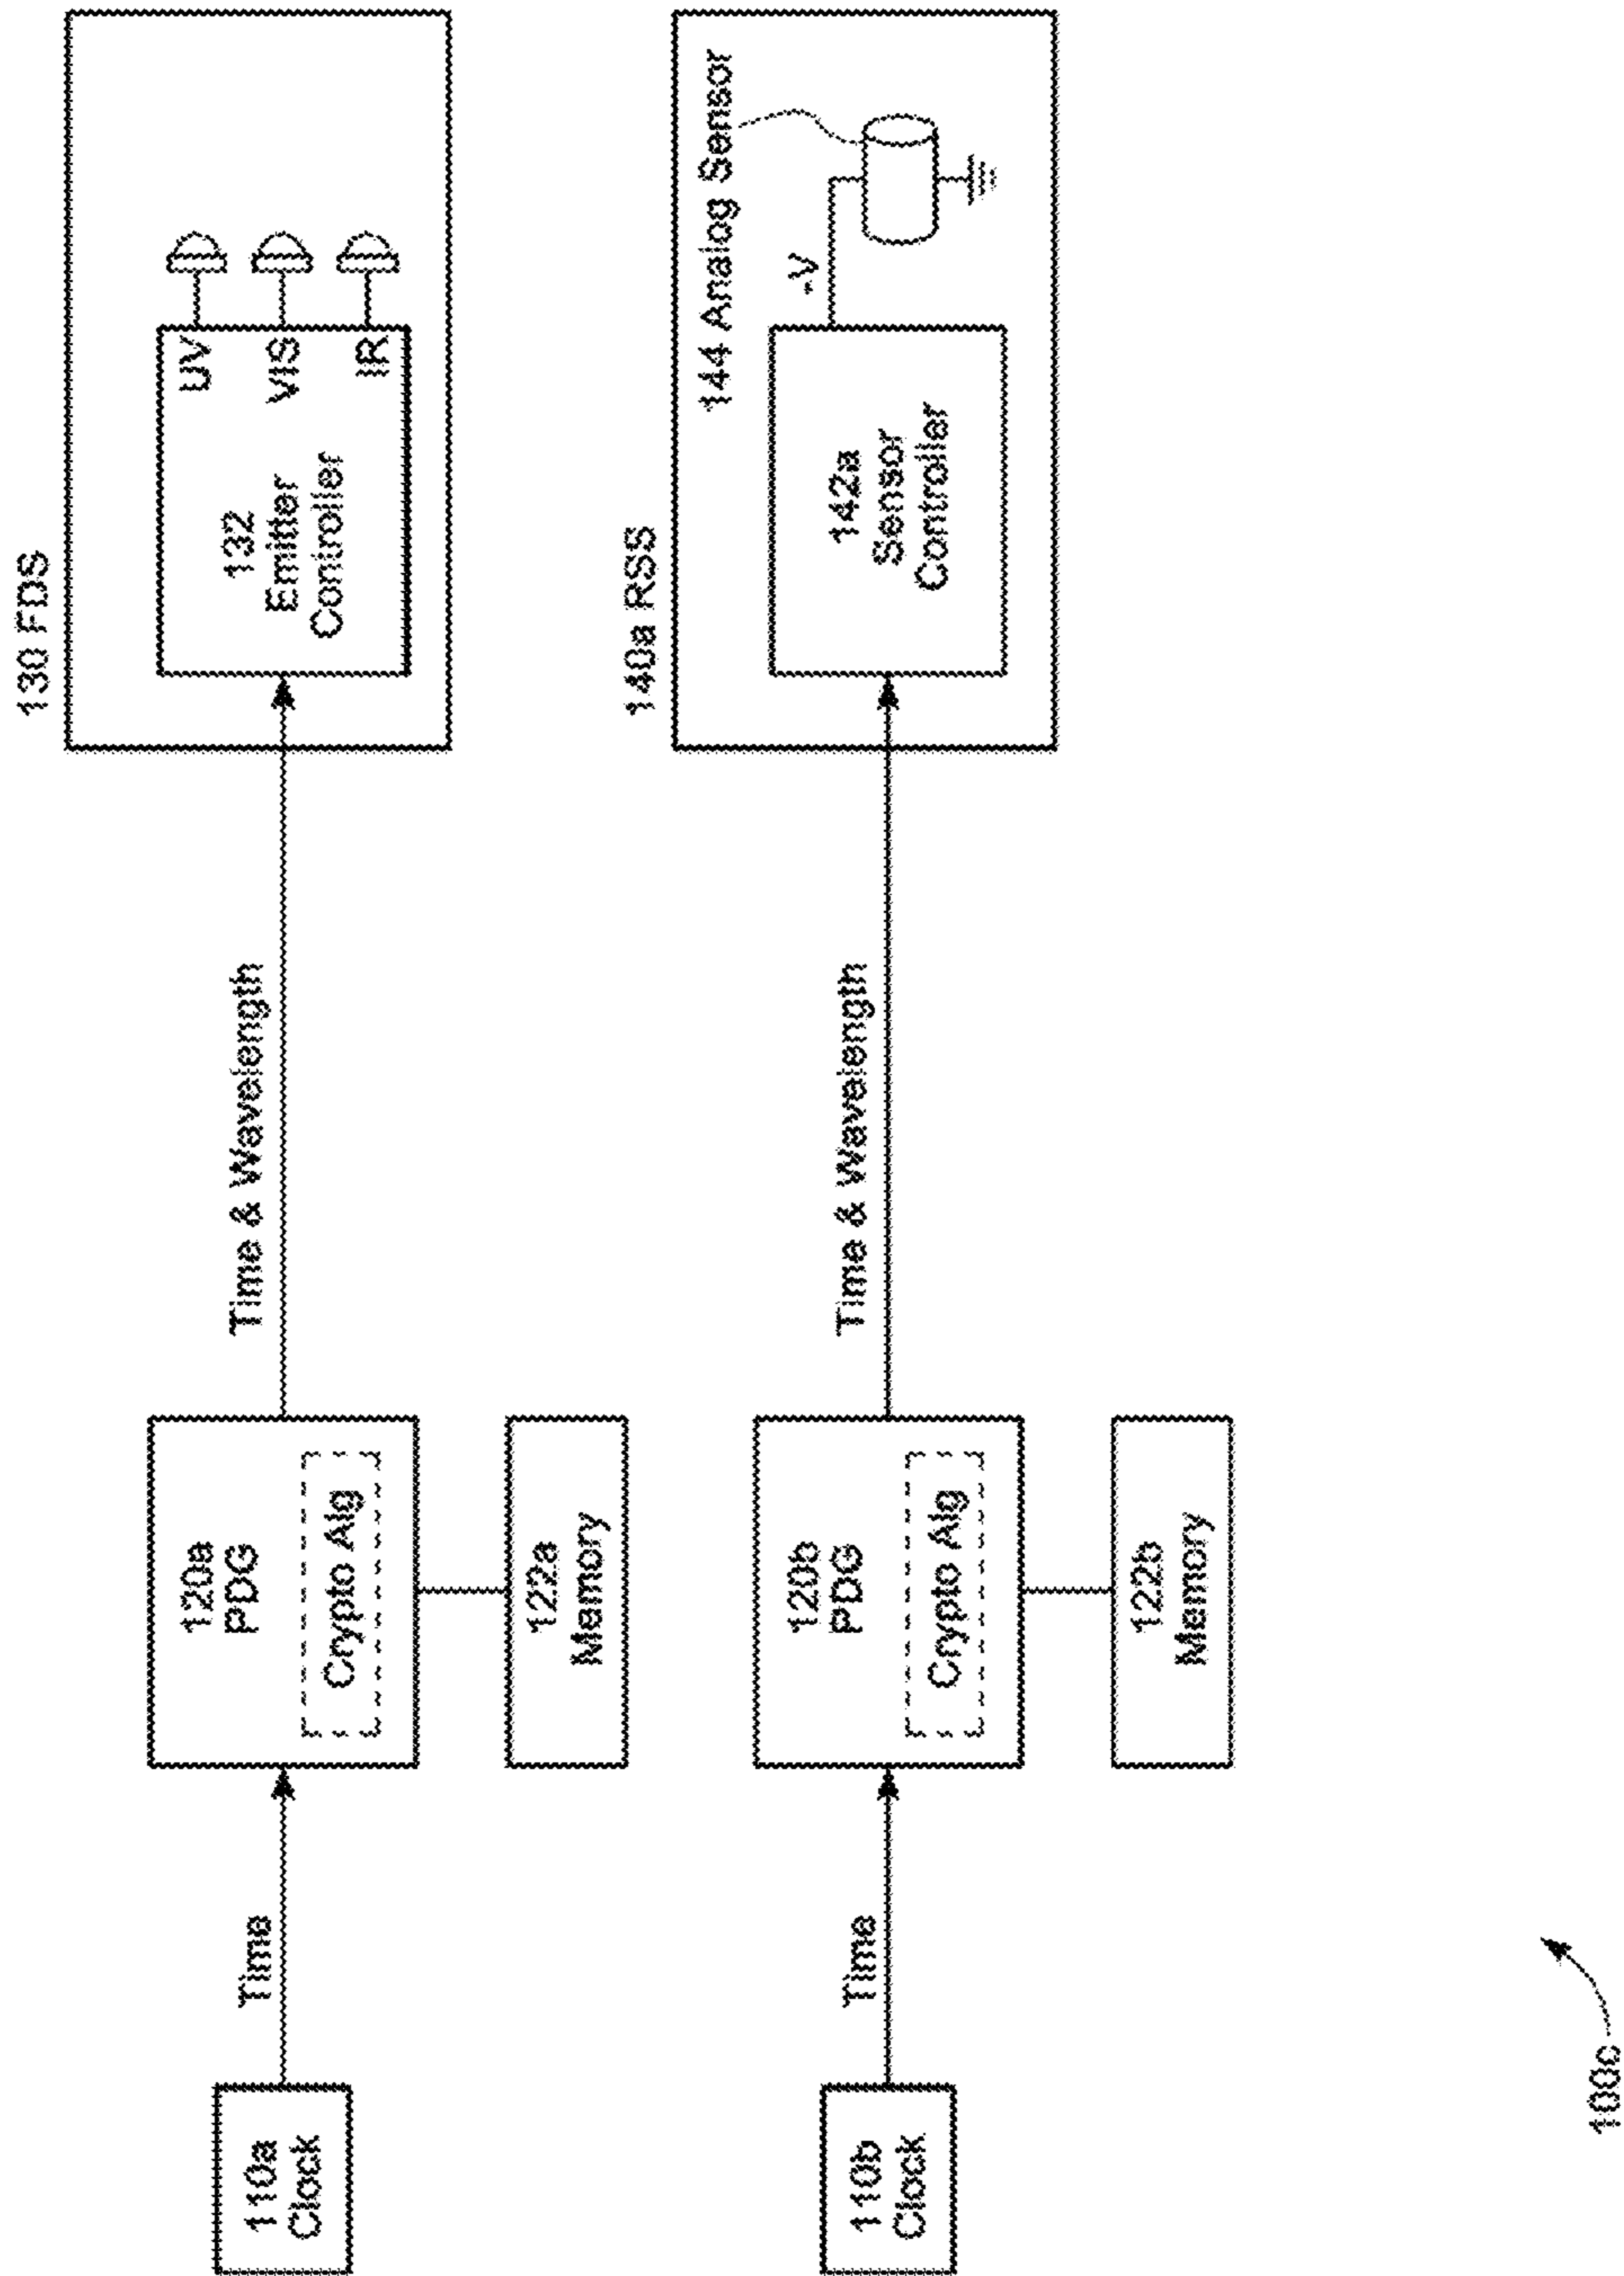 130 FDS
110a
Clock
Time
120a
PDG
Crypto Alg
122a
Memory
Time & Wavelength
132
Emitter
Controller
UV
VIS
IR
140a RSS
110b
Clock
Time
120b
PDG
Crypto Alg
122b
Memory
Time & Wavelength
142a
Sensor
Controller
-V
144 Analog Sensor
100c